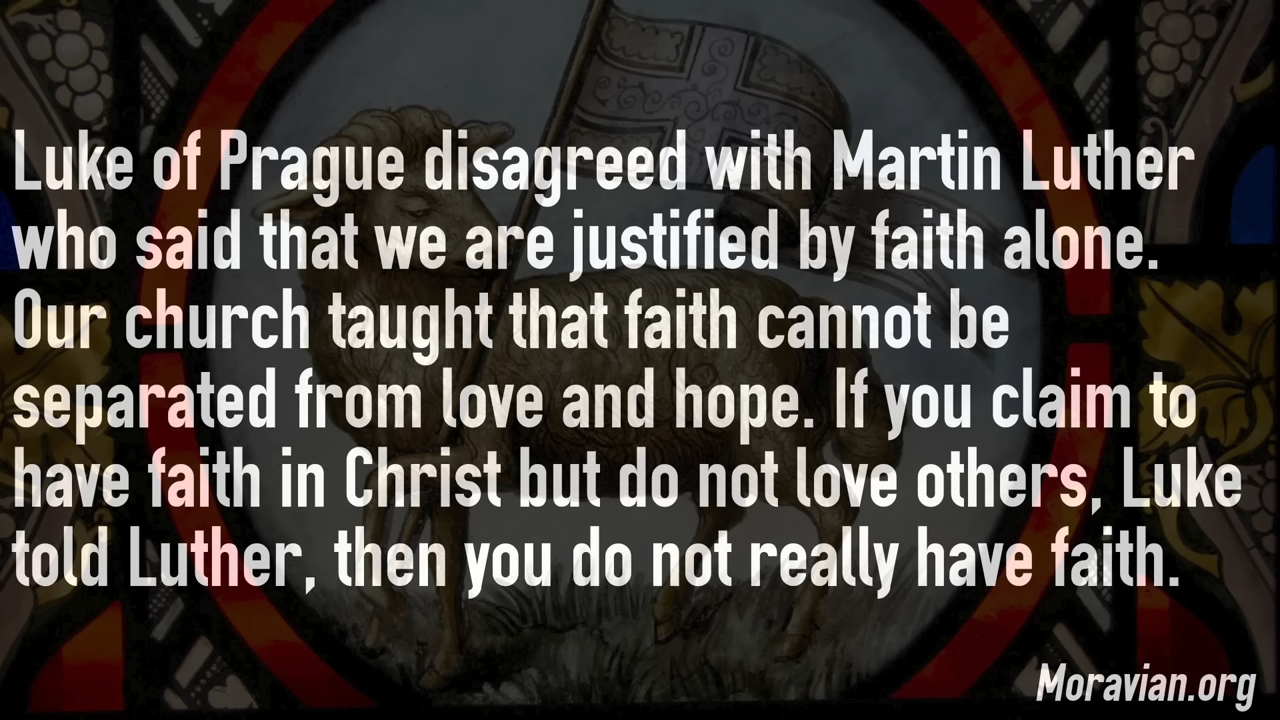 Luke of Prague disagreed with Martin Luther
who said that we are justified by faith alone.
Our church taught that faith cannot be
separated from love and hope. If you claim to
have faith in Christ but do not love others, Luke
told Luther, then you do not really have faith.
Moravian.org